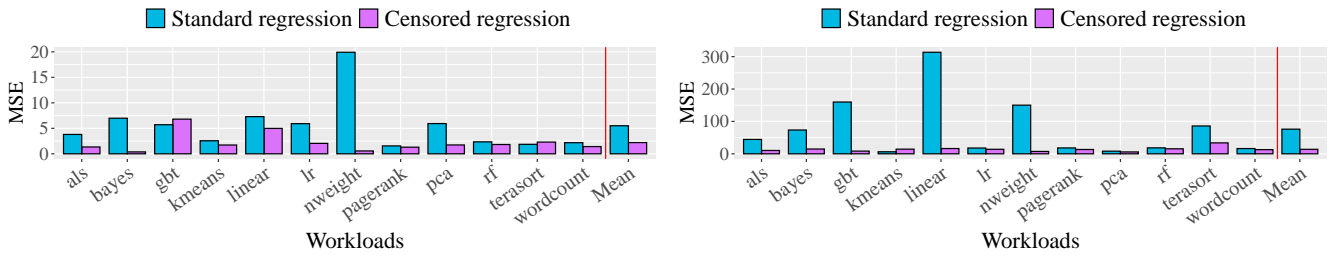 Standard regression Censored regression
MSE
20
15
10
5
0
als bayes gbt kmeans linear lr nweight pagerank pca rf terasort wordcount Mean
Workloads
Standard regression Censored regression
MSE
300
200
100
0
als bayes gbt kmeans linear lr nweight pagerank pca rf terasort wordcount Mean
Workloads